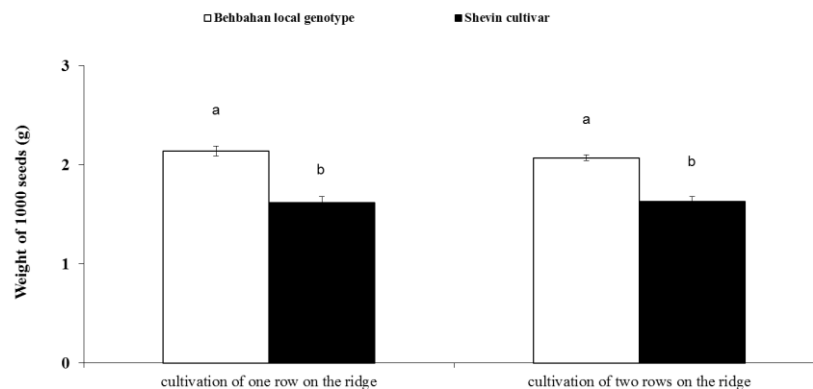 Behbahan local genotype Shevin cultivar
Weight of 1000 seeds (g)
3
2
1
0
a
b
a
b
cultivation of one row on the ridge cultivation of two rows on the ridge